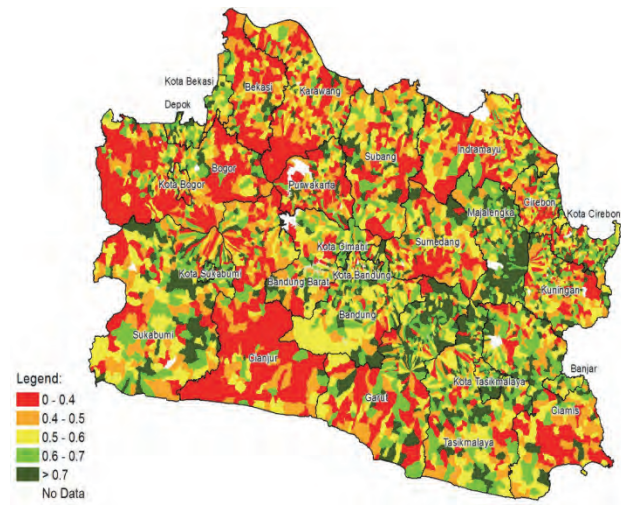 Kota Bekasi
Bekasi
Karawang
Depok
Bogor
Subang
Indramayu
Kota Bogor
Purwakarta
Majalengka
Cirebon
Kota Cirebon
Kota Cimahi
Sumedang
Kota Sukabumi
Kota Bandung
Bandung Barat
Kuningan
Bandung
Sukabumi
Cianjur
Kota Tasikmalaya
Banjar
Garut
Ciamis
Tasikmalaya
Legend:
0 - 0.4
0.4 - 0.5
0.5 - 0.6
0.6 - 0.7
> 0.7
No Data